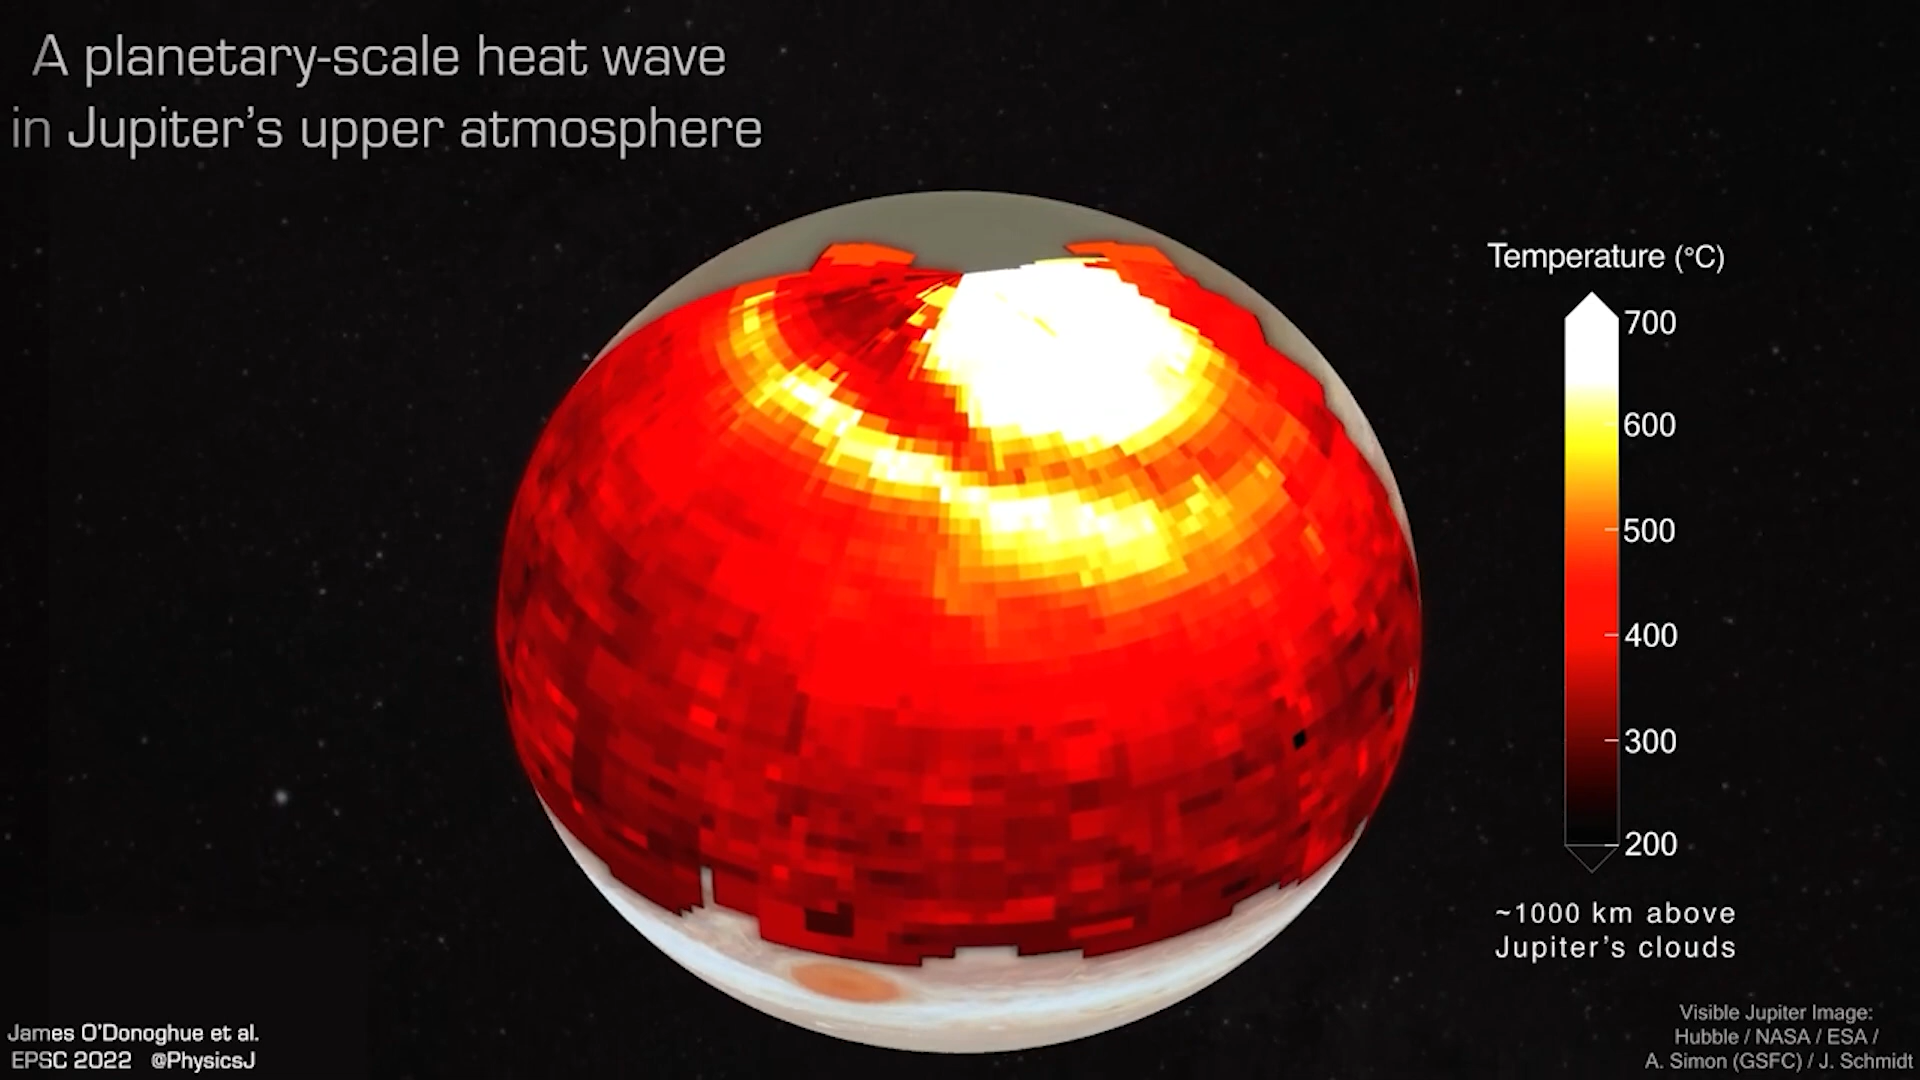 A planetary-scale heat wave
in Jupiter's upper atmosphere
Temperature (°C)
700
600
500
400
300
200
~1000 km above
Jupiter's clouds
James O'Donoghue et al.
EPSC 2022 @PhysicsJ
Visible Jupiter Image:
Hubble / NASA / ESA /
A. Simon (GSFC) / J. Schmidt